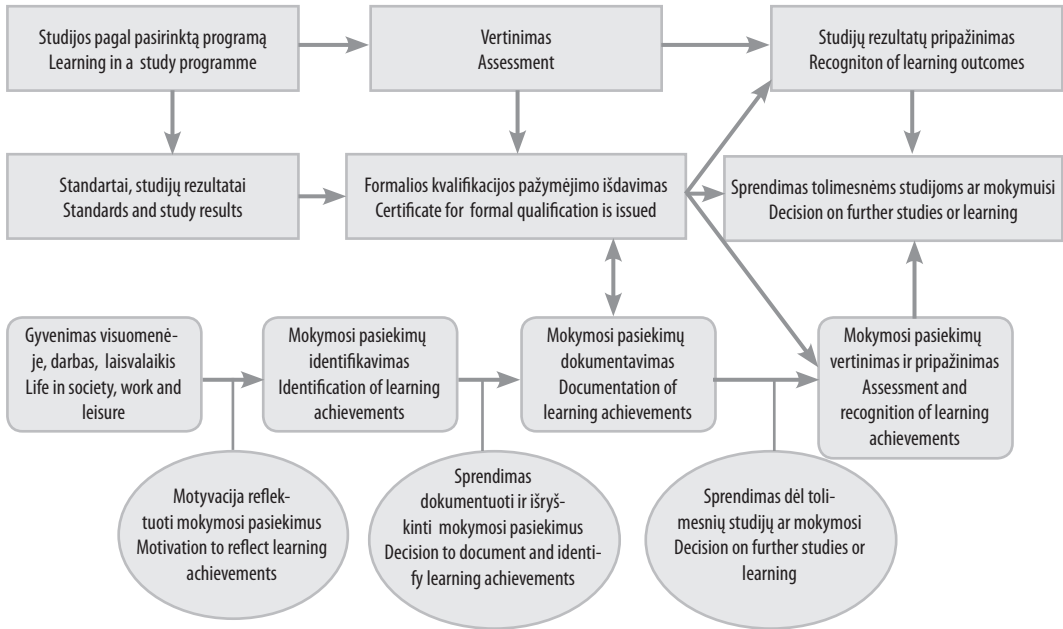 Studijos pagal pasirinktą programą
Learning in a study programme
Vertinimas
Assessment
Studijų rezultatų pripažinimas
Recogniton of learning outcomes
Standartai, studijų rezultatai
Standards and study results
Formalios kvalifikacijos pažymėjimo išdavimas
Certificate for formal qualification is issued
Sprendimas tolimesnėms studijoms ar mokymuisi
Decision on further studies or learning
Gyvenimas visuomenė-
je, darbas, laisvalaikis
Life in society, work and
leisure
Mokymosi pasiekimų
identifikavimas
Identification of learning
achievements
Mokymosi pasiekimų
dokumentavimas
Documentation of
learning achievements
Mokymosi pasiekimų
vertinimas ir pripažinimas
Assessment and
recognition of learning
achievements
Motyvacija reflek-
tuoti mokymosi pasiekimus
Motivation to reflect learning
achievements
Sprendimas
dokumentuoti ir išryš-
kinti mokymosi pasiekimus
Decision to document and identi-
fy learning achievements
Sprendimas dėl toli-
mesnių studijų ar mokymosi
Decision on further studies or
learning